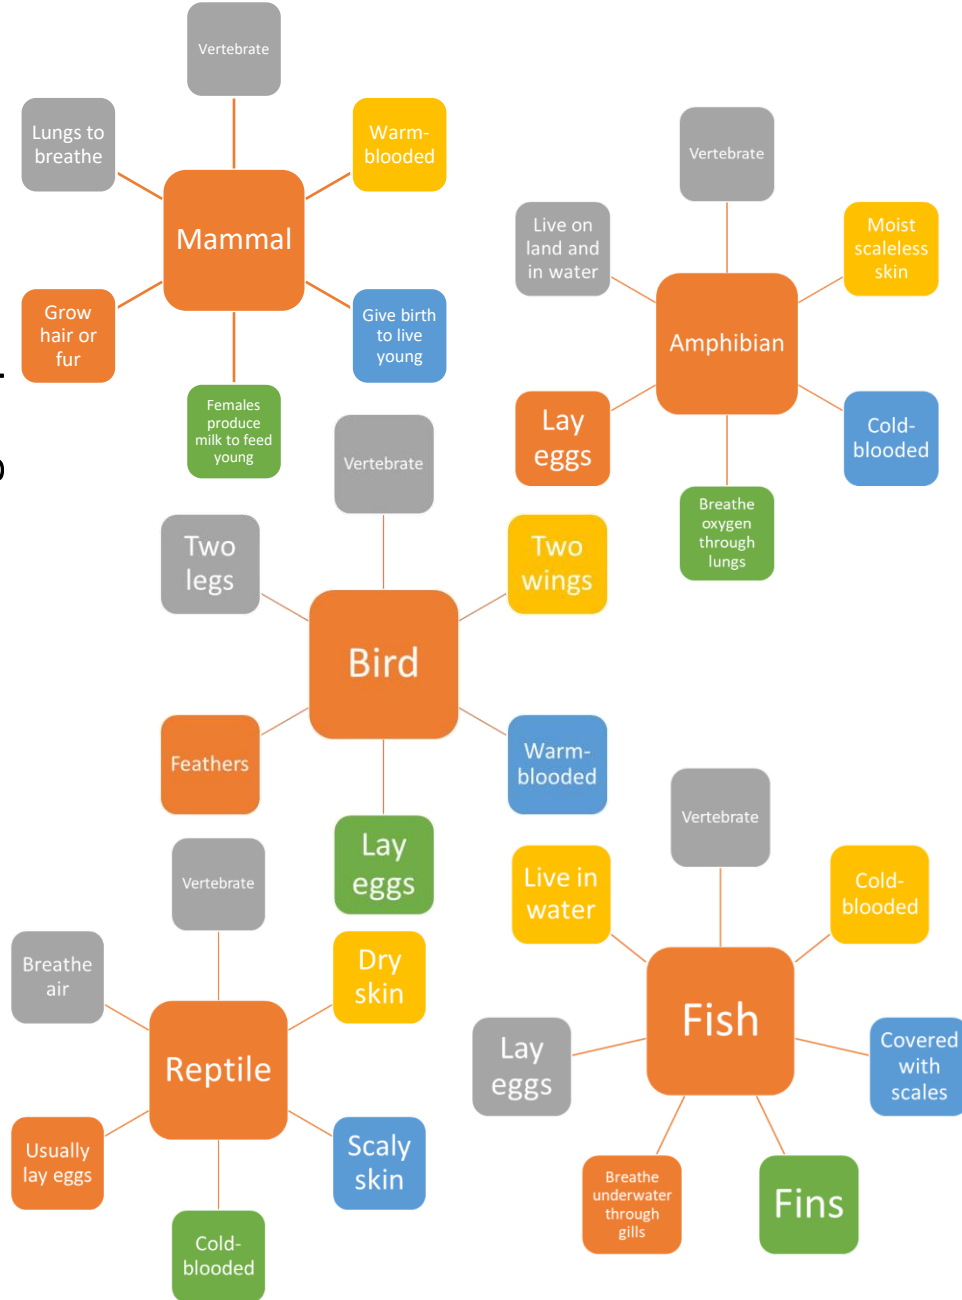 Vertebrate
Lungs to
breathe
Warm-
blooded
Mammal
Grow
hair or
fur
Give birth
to live
young
Females
produce
milk to feed
young
Vertebrate
Live on
land and
in water
Moist
scaleless
skin
Amphibian
Lay
eggs
Cold-
blooded
Breathe
oxygen
through
lungs
Vertebrate
Two
legs
Two
wings
Bird
Feathers
Warm-
blooded
Lay
eggs
Vertebrate
Breathe
air
Dry
skin
Reptile
Usually
lay eggs
Scaly
skin
Cold-
blooded
Vertebrate
Live in
water
Cold-
blooded
Fish
Lay
eggs
Covered
with
scales
Breathe
underwater
through
gills
Fins